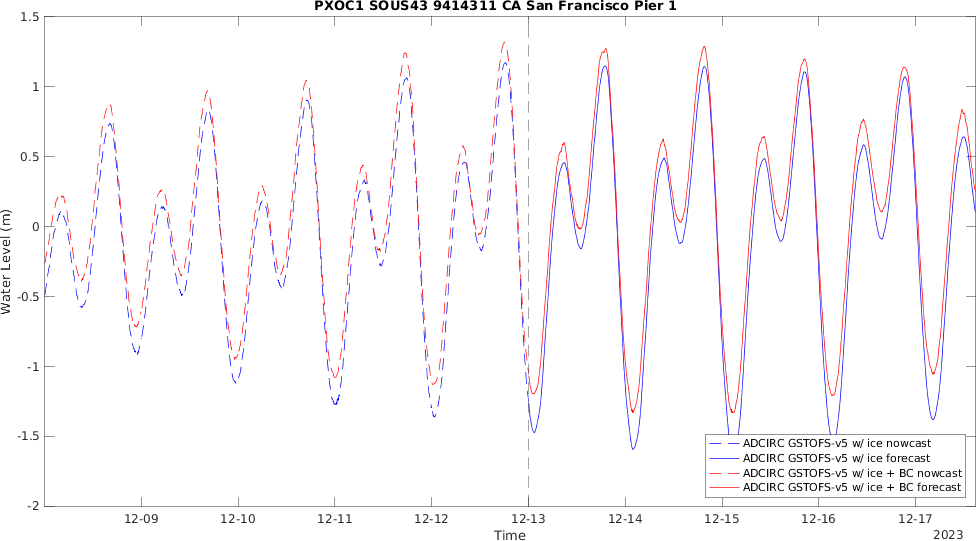 PXOC1 SOUS43 9414311 CA San Francisco Pier 1
1.5
1
0.5
0
-0.5
-1
-1.5
-2
Water Level (m)
ADCIRC GSTOFS-v5 w/ ice nowcast
ADCIRC GSTOFS-v5 w/ ice forecast
ADCIRC GSTOFS-v5 w/ ice + BC nowcast
ADCIRC GSTOFS-v5 w/ ice + BC forecast
12-09 12-10 12-11 12-12 12-13 12-14 12-15 12-16 12-17
Time
2023